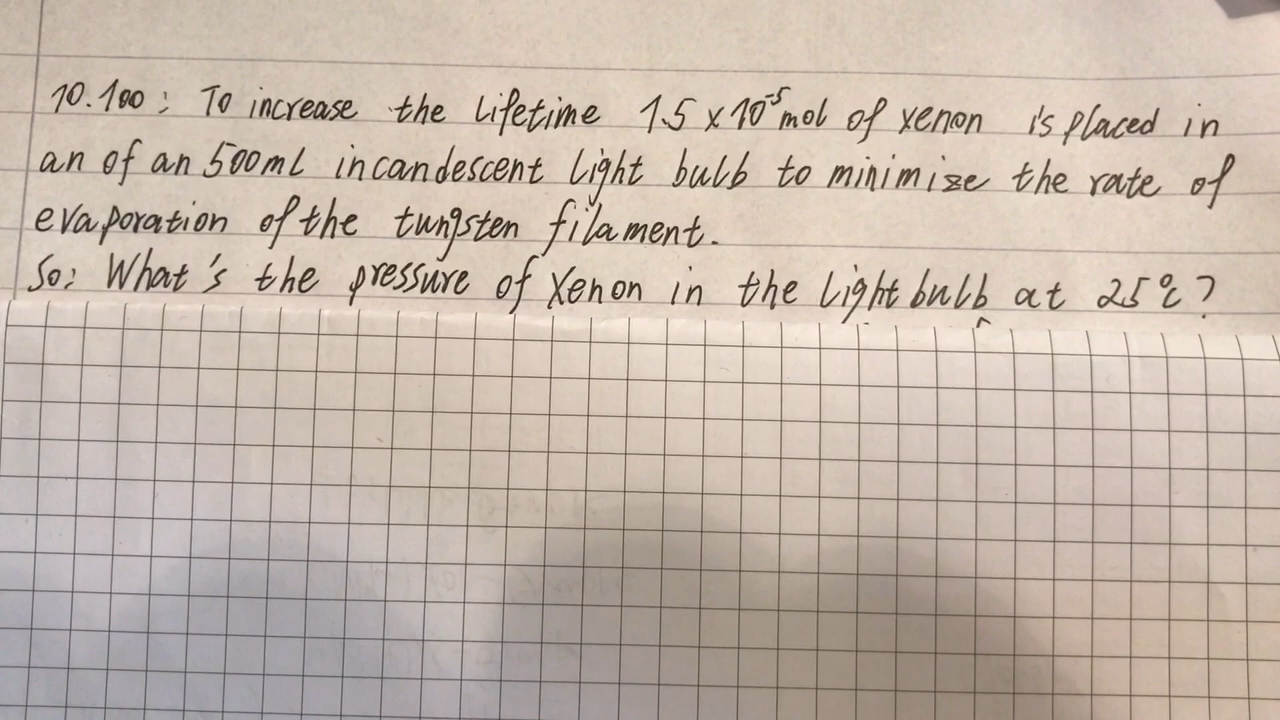 10.100: To increase the lifetime 1.5 x 10⁻⁵ mol of xenon is placed in
an of an 500ml incandescent light bulb to minimize the rate of
evaporation of the tungsten filament.
So: What's the pressure of Xenon in the light bulb at 25℃?